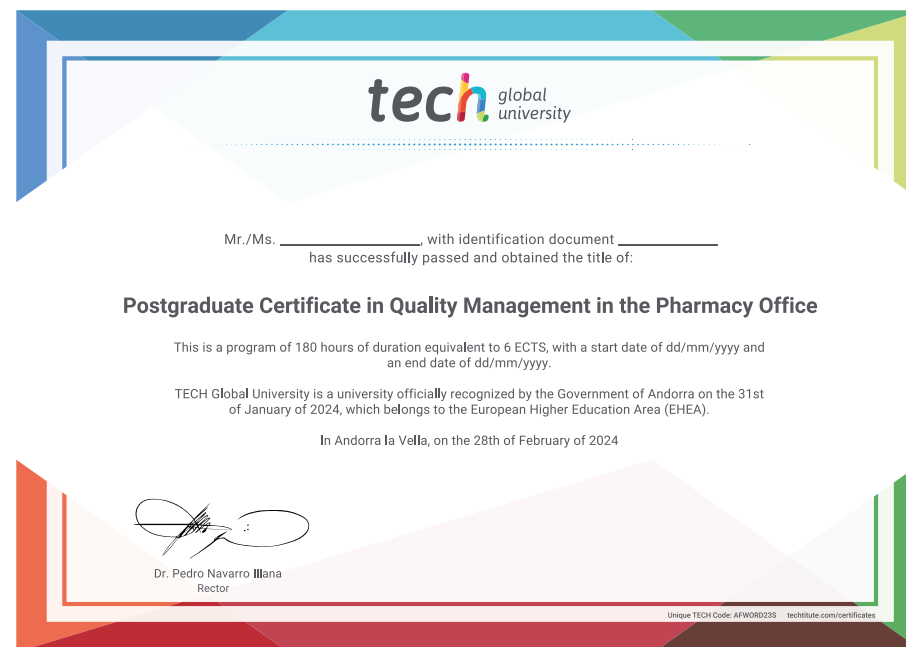 tech global university
Mr./Ms. ____________, with identification document ____________
has successfully passed and obtained the title of:
Postgraduate Certificate in Quality Management in the Pharmacy Office
This is a program of 180 hours of duration equivalent to 6 ECTS, with a start date of dd/mm/yyyy and
an end date of dd/mm/yyyy.
TECH Global University is a university officially recognized by the Government of Andorra on the 31st
of January of 2024, which belongs to the European Higher Education Area (EHEA).
In Andorra la Vella, on the 28th of February of 2024
Dr. Pedro Navarro Illana
Rector
Unique TECH Code: AFWORD23S techtitute.com/certificates